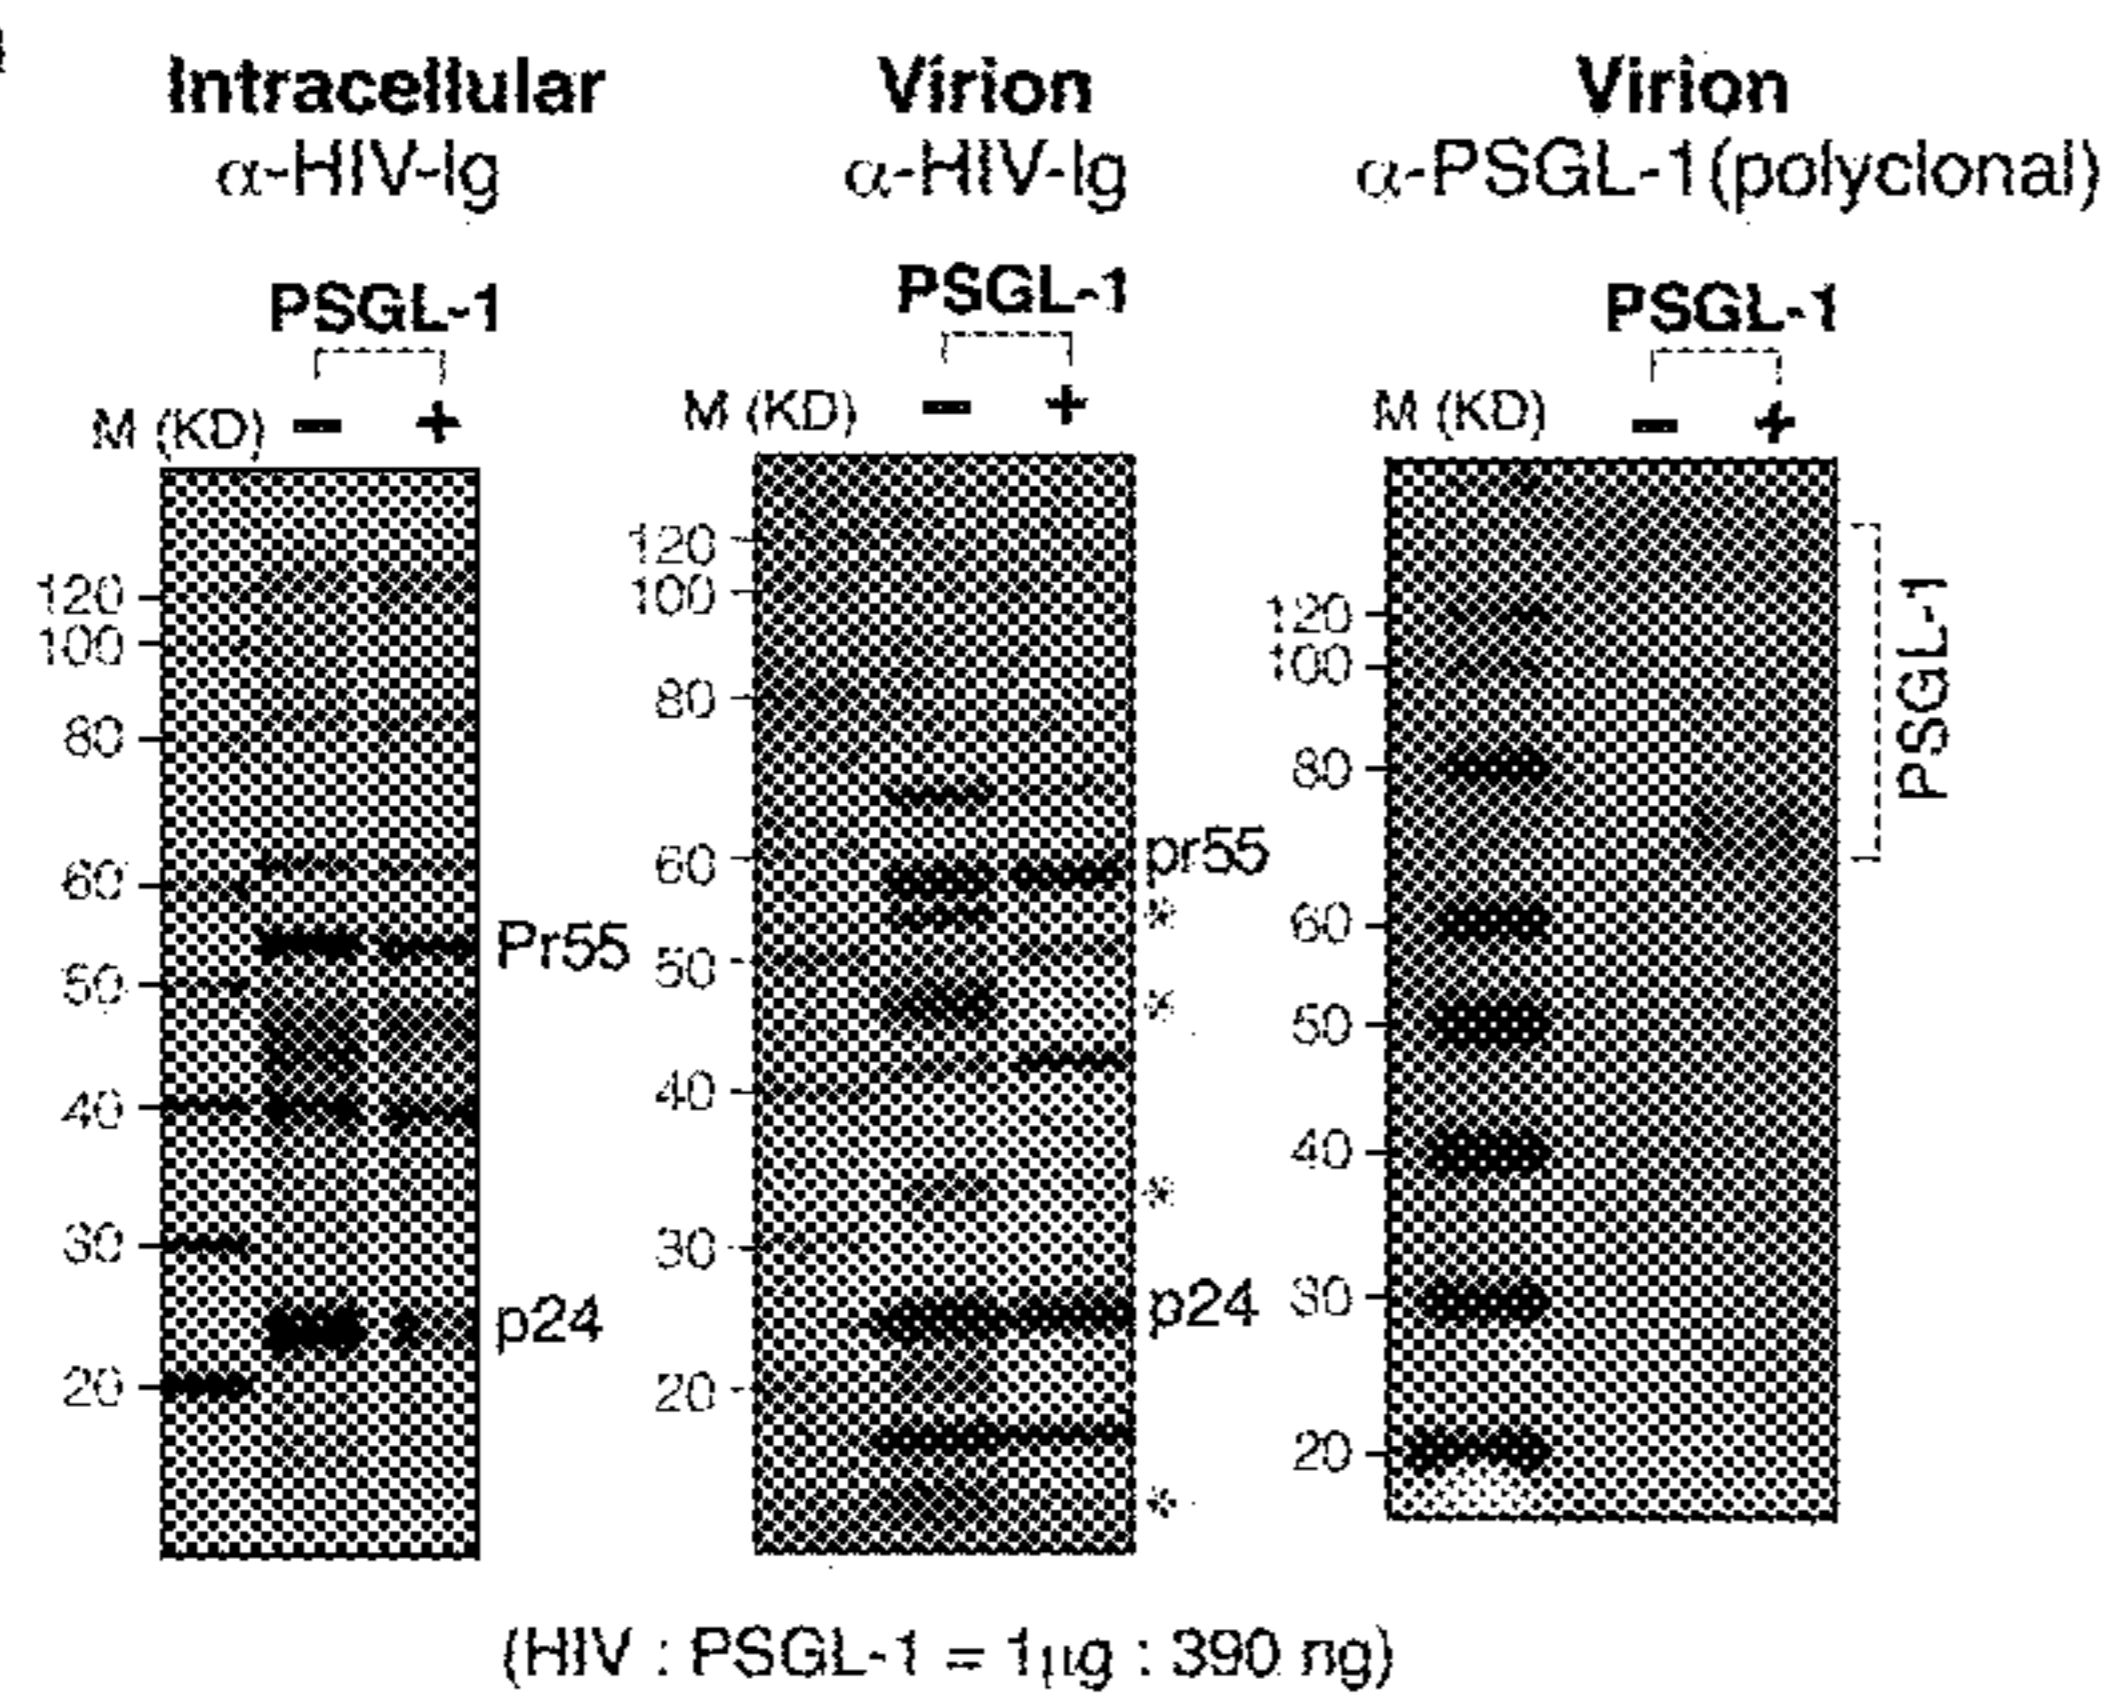 Intracellular
α-HIV-Ig
PSGL-1
M (KD) − +
120
100
80
60
50
40
30
20
Pr55
p24
Virion
α-HIV-Ig
PSGL-1
M (KD) − +
120
100
80
60
50
40
30
20
pr55
*
*
*
p24
*
Virion
α-PSGL-1(polyclonal)
PSGL-1
M (KD) − +
120
100
80
60
50
40
30
20
PSGL-1
(HIV : PSGL-1 = 1µg : 390 ng)